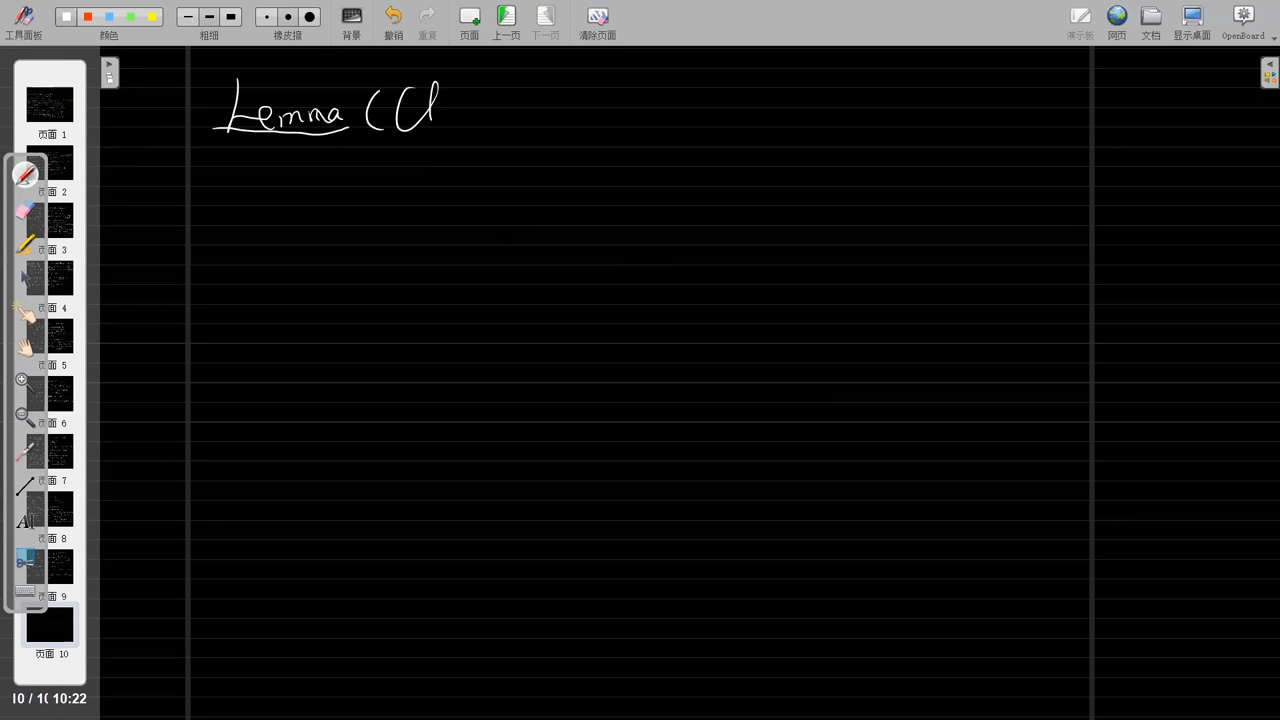 工具面板 颜色 粗细 橡皮擦 背景 撤销 重复 页面 上一页 下一页 清除页面 演示板 网页 文档 显示桌面 OpenBoard
Lemma (Cl
页面 1
页面 2
页面 3
页面 4
页面 5
页面 6
页面 7
页面 8
页面 9
页面 10
10:22